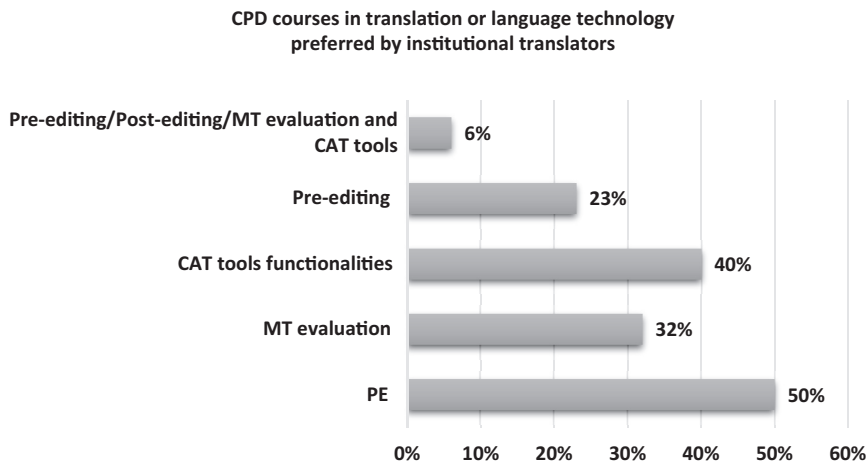 CPD courses in translation or language technology
preferred by institutional translators
Pre-editing/Post-editing/MT evaluation and
CAT tools
6%
Pre-editing
23%
CAT tools functionalities
40%
MT evaluation
32%
PE
50%
0% 10% 20% 30% 40% 50% 60%